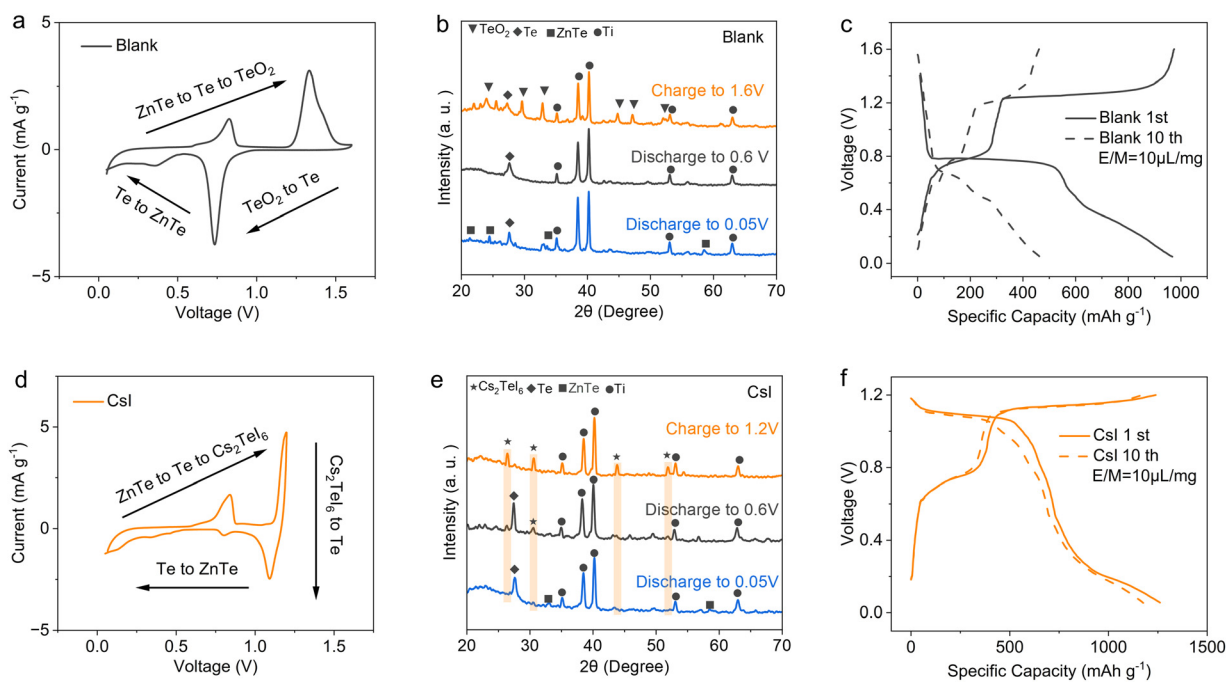 a
Blank
ZnTe to Te to TeO₂
Te to ZnTe
TeO₂ to Te
Current (mA g⁻¹)
5
0
−5
0.0 0.5 1.0 1.5
Voltage (V)
b
TeO₂ Te ZnTe Ti
Blank
Charge to 1.6V
Discharge to 0.6 V
Discharge to 0.05V
Intensity (a. u.)
20 30 40 50 60 70
2θ (Degree)
c
Blank 1st
Blank 10 th
E/M=10μL/mg
Voltage (V)
1.6
1.2
0.8
0.4
0.0
0 200 400 600 800 1000
Specific Capacity (mAh g⁻¹)
d
CsI
ZnTe to Te to Cs₂TeI₆
Cs₂TeI₆ to Te
Te to ZnTe
Current (mA g⁻¹)
5
0
−5
0.0 0.5 1.0 1.5
Voltage (V)
e
Cs₂TeI₆ Te ZnTe Ti
CsI
Charge to 1.2V
Discharge to 0.6V
Discharge to 0.05V
Intensity (a. u.)
20 30 40 50 60 70
2θ (Degree)
f
CsI 1 st
CsI 10 th
E/M=10μL/mg
Voltage (V)
1.2
0.8
0.4
0.0
0 500 1000 1500
Specific Capacity (mAh g⁻¹)